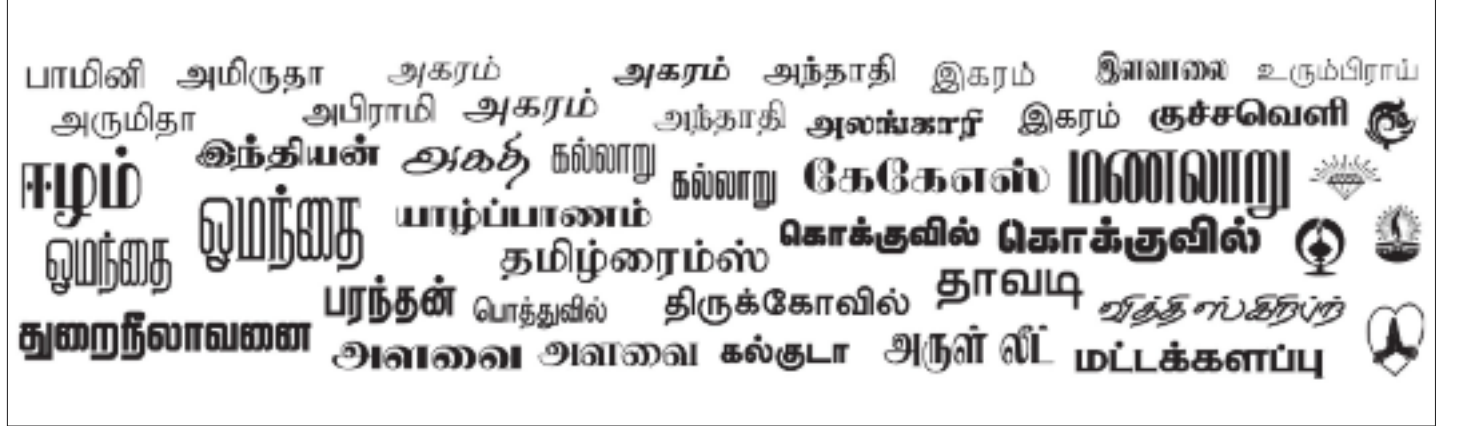 பாமினி அமிருதா அகரம் அகரம் அந்தாதி இகரம் இளவாலை உரும்பிராய்
அருமிதா அபிராமி அகரம் அந்தாதி அலங்காரி இகரம் குச்சவெளி
ஈழம் இந்தியன் அகதி கல்லாறு கல்லாறு கேகேஎஸ் மணலாறு
ஓமந்தை ஓமந்தை யாழ்ப்பாணம் தமிழ்ரைம்ஸ் கொக்குவில் கொக்குவில்
துறைநீலாவணை பரந்தன் பொத்துவில் திருக்கோவில் தாவடி வித்தி ஸ்கிரிப்ற்
அளவை அளவை கல்குடா அருள் லீட் மட்டக்களப்பு